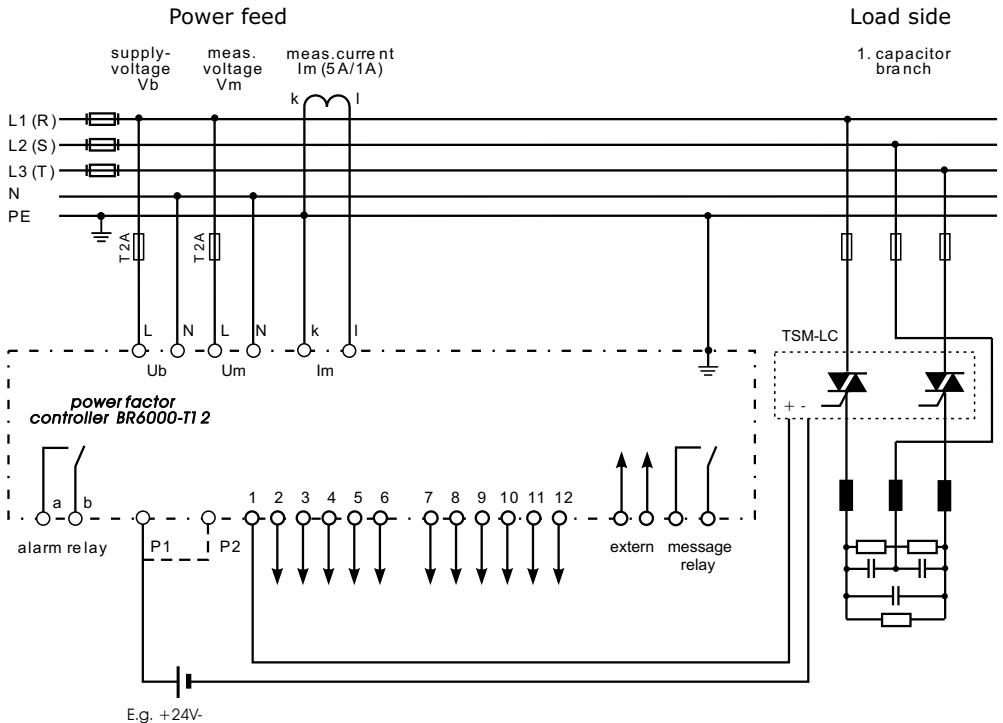 Power feed
Load side
supply-
voltage
Vb
meas.
voltage
Vm
meas.current
Im (5A/1A)
1. capacitor
branch
k
l
L1 (R)
L2 (S)
L3 (T)
N
PE
T2A
T2A
L
N
L
N
k
l
Ub
Um
Im
TSM-LC
+ -
power factor
controller BR6000-T12
a
b
1 2 3 4 5 6 7 8 9 10 11 12
alarm relay
P1
P2
extern
message
relay
E.g. +24V-